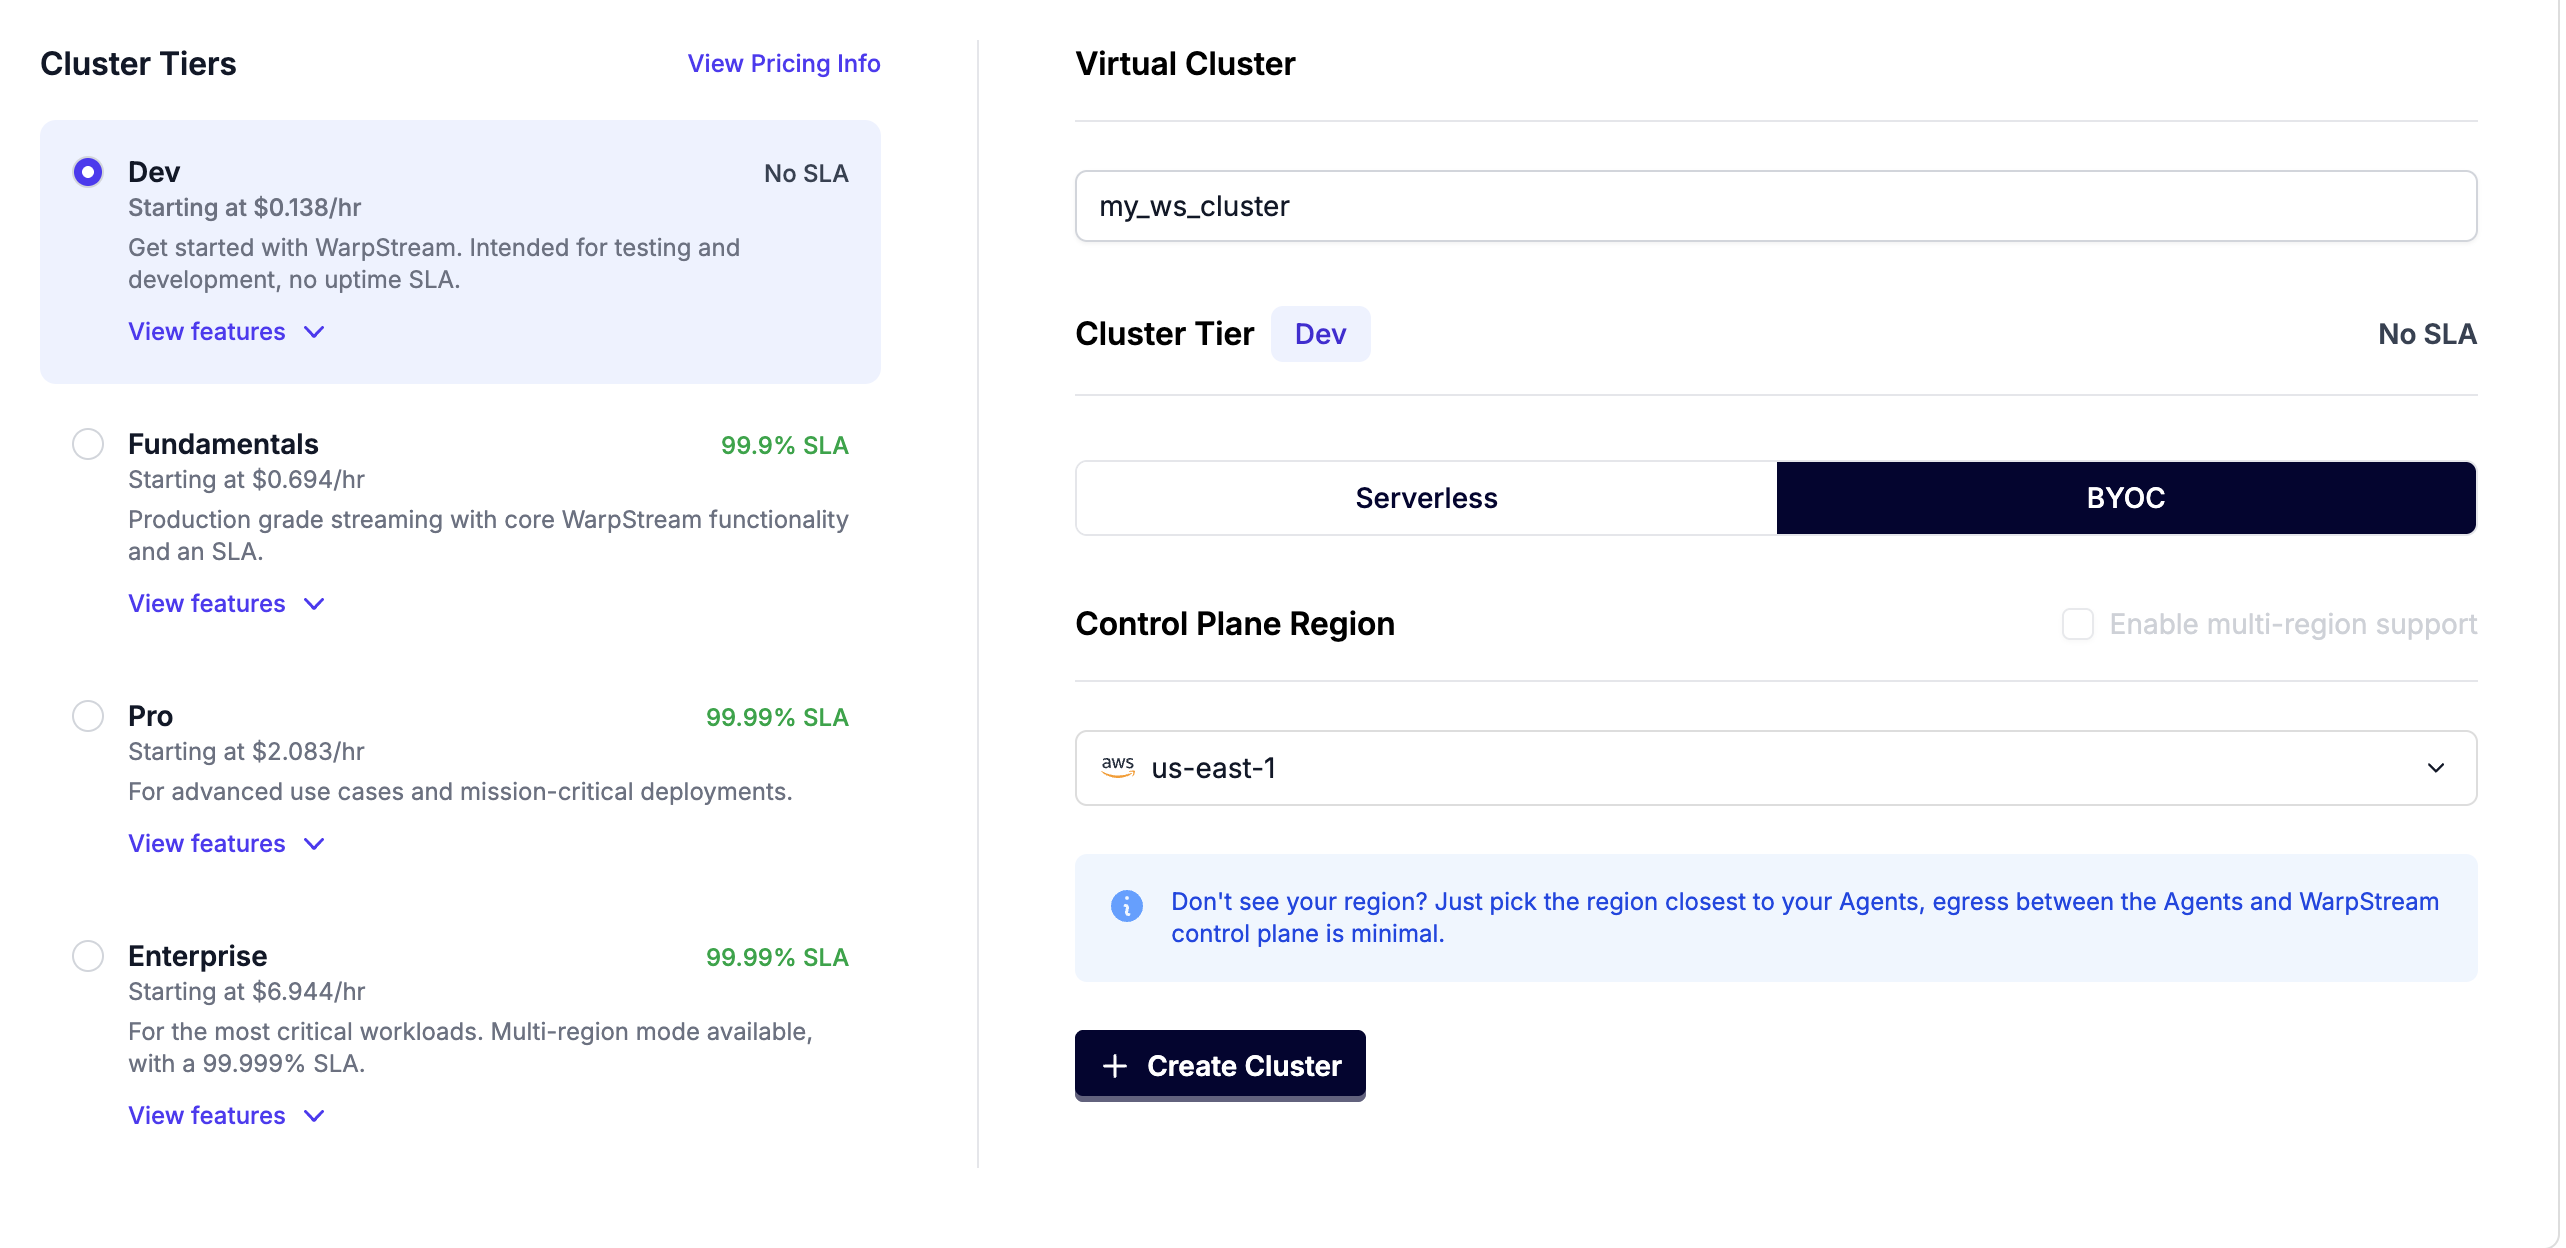 Cluster Tiers
View Pricing Info
Dev
No SLA
Starting at $0.138/hr
Get started with WarpStream. Intended for testing and
development, no uptime SLA.
View features
Fundamentals
99.9% SLA
Starting at $0.694/hr
Production grade streaming with core WarpStream functionality
and an SLA.
View features
Pro
99.99% SLA
Starting at $2.083/hr
For advanced use cases and mission-critical deployments.
View features
Enterprise
99.99% SLA
Starting at $6.944/hr
For the most critical workloads. Multi-region mode available,
with a 99.999% SLA.
View features
Virtual Cluster
my_ws_cluster
Cluster Tier
Dev
No SLA
Serverless
BYOC
Control Plane Region
Enable multi-region support
aws
us-east-1
Don't see your region? Just pick the region closest to your Agents, egress between the Agents and WarpStream
control plane is minimal.
Create Cluster